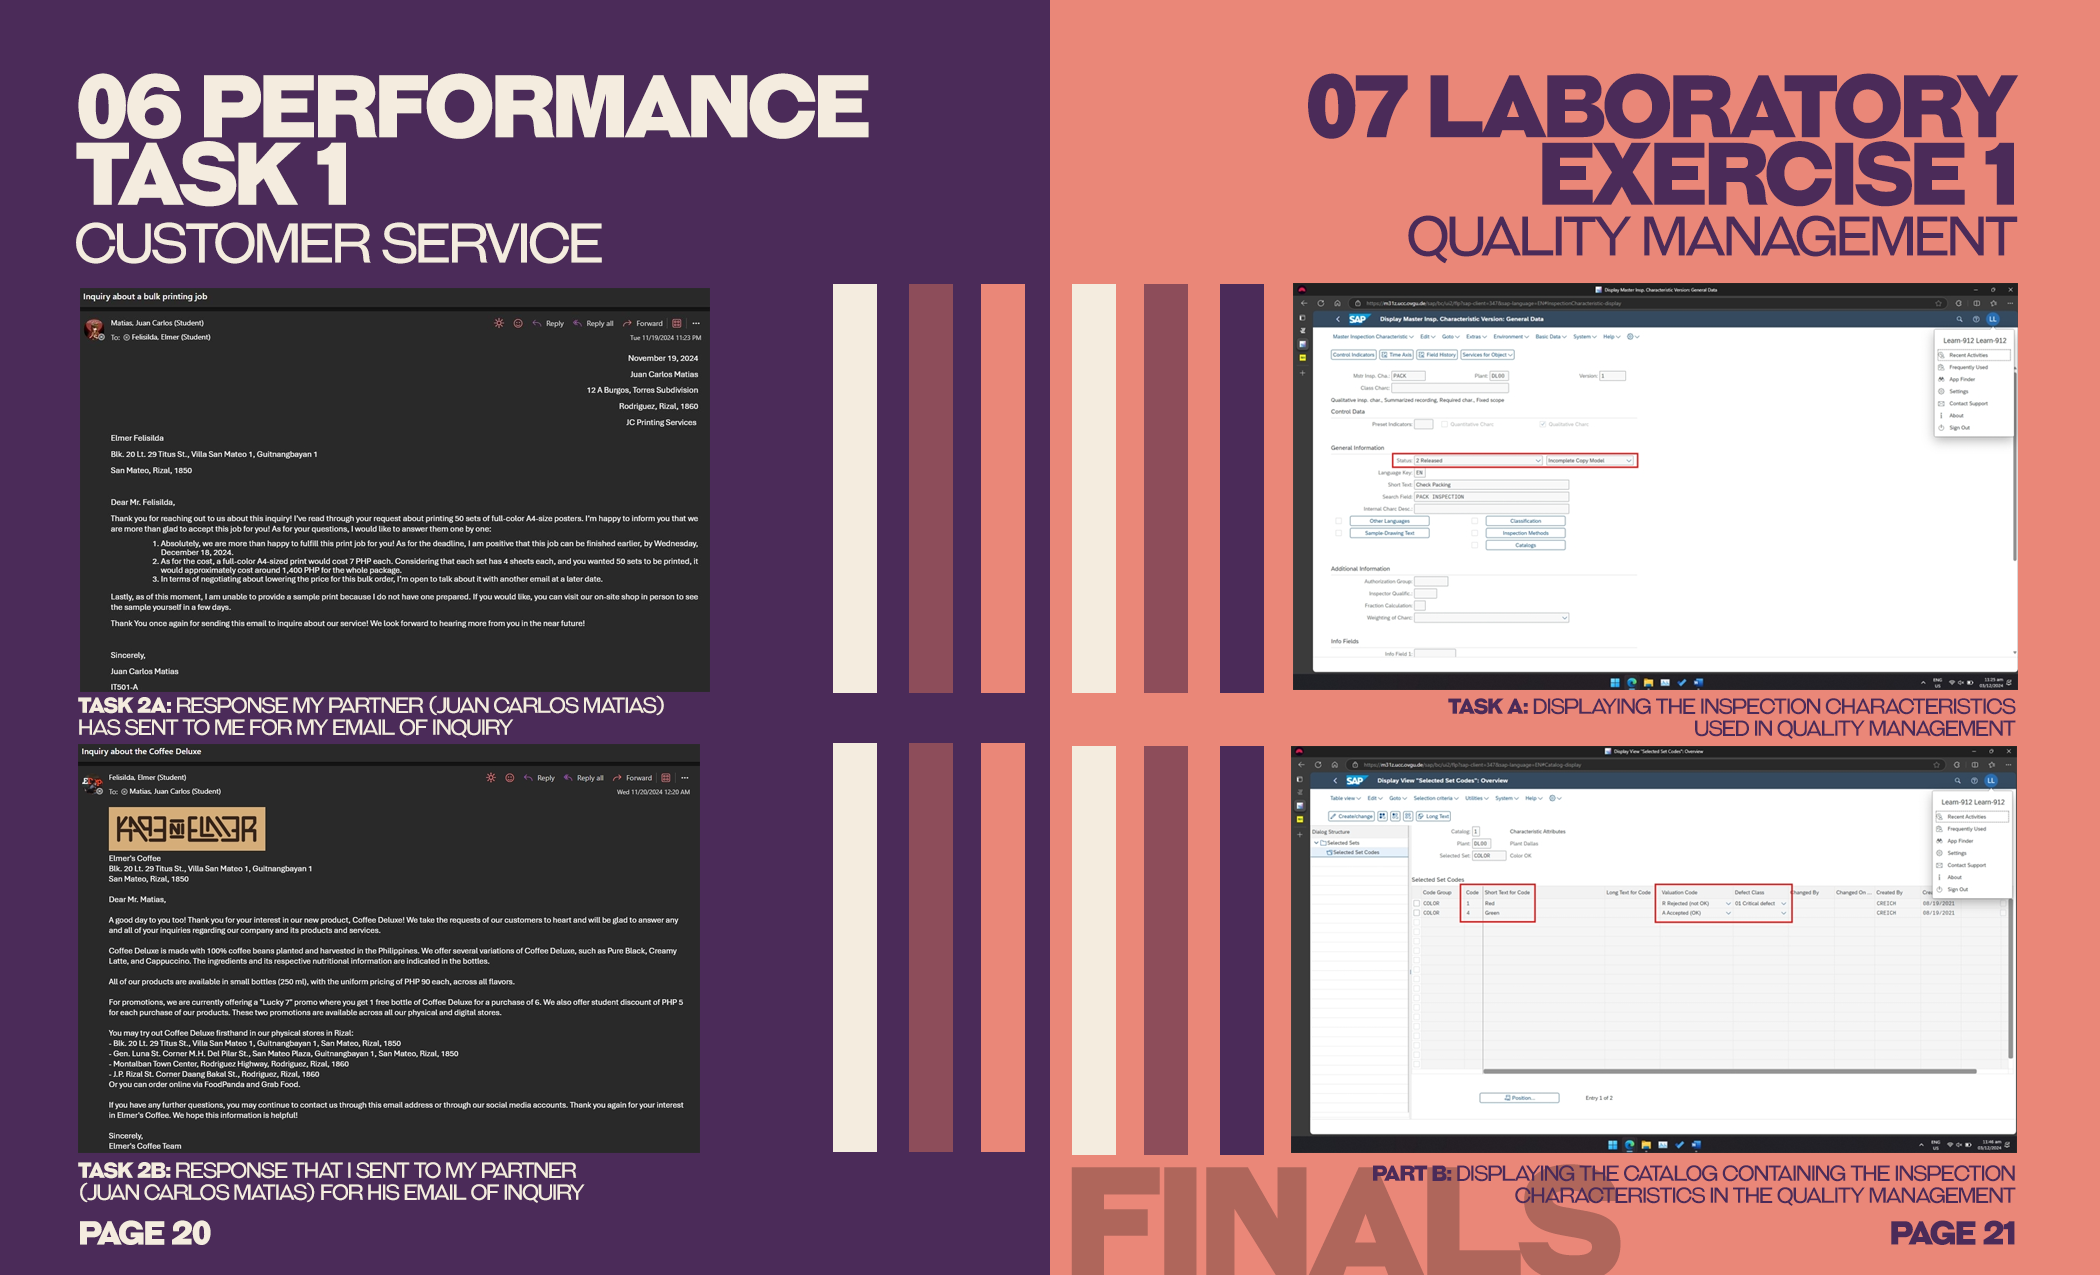 06 PERFORMANCE
TASK 1
CUSTOMER SERVICE
Inquiry about a bulk printing job
Matias, Juan Carlos (Student)
To: Felisilda, Elmer (Student)
Reply Reply all Forward
Tue 11/19/2024 11:23 PM
November 19, 2024
Juan Carlos Matias
12 A Burgos, Torres Subdivision
Rodriguez, Rizal, 1860
JC Printing Services
Elmer Felisilda
Blk. 20 Lt. 29 Titus St., Villa San Mateo 1, Guitnangbayan 1
San Mateo, Rizal, 1850
Dear Mr. Felisilda,
Thank you for reaching out to us about this inquiry! I've read through your request about printing 50 sets of full-color A4-size posters. I'm happy to inform you that we
are more than glad to accept this job for you! As for your questions, I would like to answer them one by one:
1. Absolutely, we are more than happy to fulfill this print job for you! As for the deadline, I am positive that this job can be finished earlier, by Wednesday,
December 18, 2024.
2. As for the cost, a full-color A4-sized print would cost 7 PHP each. Considering that each set has 4 sheets each, and you wanted 50 sets to be printed, it
would approximately cost around 1,400 PHP for the whole package.
3. In terms of negotiating about lowering the price for this bulk order, I'm open to talk about it with another email at a later date.
Lastly, as of this moment, I am unable to provide a sample print because I do not have one prepared. If you would like, you can visit our on-site shop in person to see
the sample yourself in a few days.
Thank You once again for sending this email to inquire about our service! We look forward to hearing more from you in the near future!
Sincerely,
Juan Carlos Matias
IT501-A
TASK 2A: RESPONSE MY PARTNER (JUAN CARLOS MATIAS)
HAS SENT TO ME FOR MY EMAIL OF INQUIRY
Inquiry about the Coffee Deluxe
Felisilda, Elmer (Student)
To: Matias, Juan Carlos (Student)
Reply Reply all Forward
Wed 11/20/2024 12:20 AM
KAPE NI ELMER
Elmer's Coffee
Blk. 20 Lt. 29 Titus St., Villa San Mateo 1, Guitnangbayan 1
San Mateo, Rizal, 1850
Dear Mr. Matias,
A good day to you too! Thank you for your interest in our new product, Coffee Deluxe! We take the requests of our customers to heart and will be glad to answer any
and all of your inquiries regarding our company and its products and services.
Coffee Deluxe is made with 100% coffee beans planted and harvested in the Philippines. We offer several variations of Coffee Deluxe, such as Pure Black, Creamy
Latte, and Cappuccino. The ingredients and its respective nutritional information are indicated in the bottles.
All of our products are available in small bottles (250 ml), with the uniform pricing of PHP 90 each, across all flavors.
For promotions, we are currently offering a "Lucky 7" promo where you get 1 free bottle of Coffee Deluxe for a purchase of 6. We also offer student discount of PHP 5
for each purchase of our products. These two promotions are available across all our physical and digital stores.
You may try out Coffee Deluxe firsthand in our physical stores in Rizal:
- Blk. 20 Lt. 29 Titus St., Villa San Mateo 1, Guitnangbayan 1, San Mateo, Rizal, 1850
- Gen. Luna St. Corner M.H. Del Pilar St., San Mateo Plaza, Guitnangbayan 1, San Mateo, Rizal, 1850
- Montalban Town Center, Rodriguez Highway, Rodriguez, Rizal, 1860
- J.P. Rizal St. Corner Daang Bakal St., Rodriguez, Rizal, 1860
Or you can order online via FoodPanda and Grab Food.
If you have any further questions, you may continue to contact us through this email address or through our social media accounts. Thank you again for your interest
in Elmer's Coffee. We hope this information is helpful!
Sincerely,
Elmer's Coffee Team
TASK 2B: RESPONSE THAT I SENT TO MY PARTNER
(JUAN CARLOS MATIAS) FOR HIS EMAIL OF INQUIRY
PAGE 20
07 LABORATORY
EXERCISE 1
QUALITY MANAGEMENT
Display Master Insp. Characteristic Version: General Data
SAP Display Master Insp. Characteristic Version: General Data LL
Master Inspection Characteristic Edit Goto Extras Environment Basic Data System Help
Control Indicators Time Axis Field History Services for Object
Mstr Insp. Cha.: PACK Plant: DL00 Version: 1
Class Charc:
Qualitative insp. char., Summarized recording, Required char., Fixed scope
Control Data
Preset Indicators: Quantitative Charc Qualitative Charc
General Information
Status: 2 Released Incomplete Copy Model
Language Key: EN
Short Text: Check Packing
Search Field: PACK INSPECTION
Internal Charc Desc.:
Other Languages Classification
Sample-Drawing Text Inspection Methods
Catalogs
Additional Information
Authorization Group:
Inspector Qualific.:
Fraction Calculation:
Weighting of Charc:
Info Fields
Info Field 1:
Learn-912 Learn-912
Recent Activities
Frequently Used
App Finder
Settings
Contact Support
About
Sign Out
ENG
US
11:25 am
03/12/2024
TASK A: DISPLAYING THE INSPECTION CHARACTERISTICS
USED IN QUALITY MANAGEMENT
Display View "Selected Set Codes": Overview
SAP Display View "Selected Set Codes": Overview LL
Table view Edit Goto Selection criteria Utilities System Help
Create/change Long Text
Dialog Structure
Selected Sets
Selected Set Codes
Catalog: 1 Characteristic Attributes
Plant: DL00 Plant Dallas
Selected Set: COLOR Color OK
Selected Set Codes
Code Group Code Short Text for Code Long Text for Code Valuation Code Defect Class Changed By Changed On ... Created By
COLOR 1 Red R Rejected (not OK) 01 Critical defect CREICH 08/19/2021
COLOR 4 Green A Accepted (OK) CREICH 08/19/2021
Position... Entry 1 of 2
Learn-912 Learn-912
Recent Activities
Frequently Used
App Finder
Settings
Contact Support
About
Sign Out
ENG
US
11:46 am
03/12/2024
PART B: DISPLAYING THE CATALOG CONTAINING THE INSPECTION
CHARACTERISTICS IN THE QUALITY MANAGEMENT
FINALS
PAGE 21